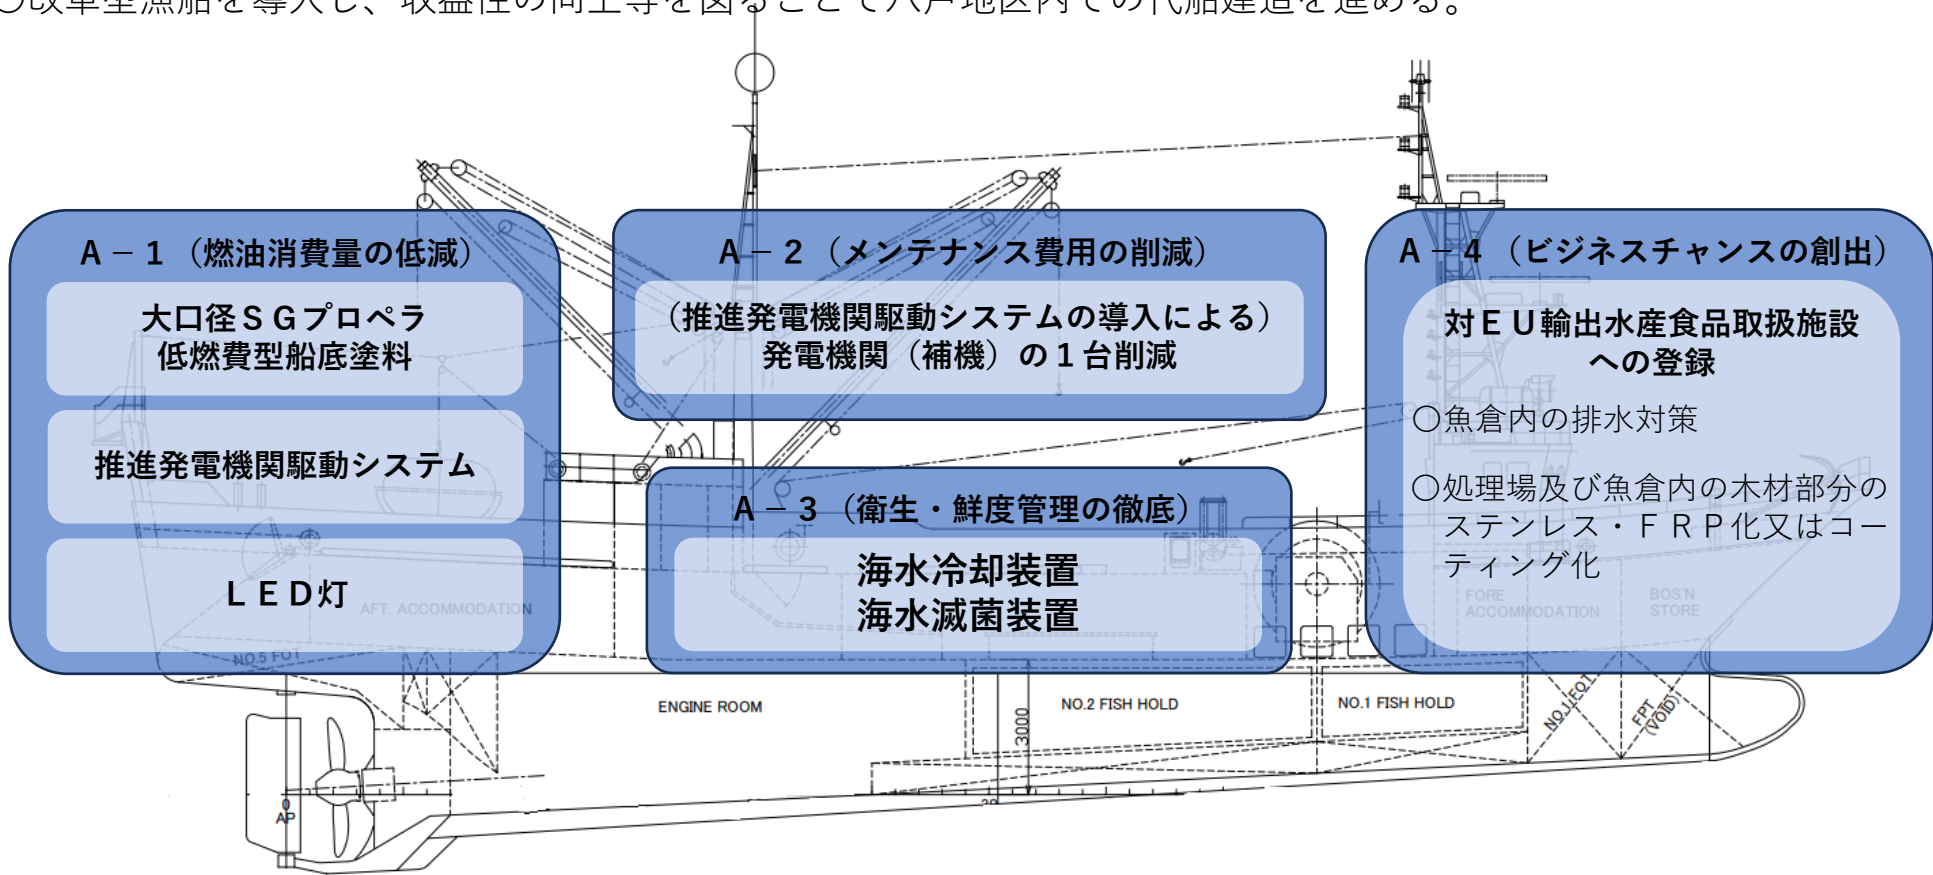 ○改革型漁船を導入し、収益性の向上等を図ることで八戸地区内での代船建造を進める。
A－1（燃油消費量の低減）
大口径ＳＧプロペラ
低燃費型船底塗料
推進発電機関駆動システム
ＬＥＤ灯
A－2（メンテナンス費用の削減）
（推進発電機関駆動システムの導入による）
発電機関（補機）の１台削減
A－3（衛生・鮮度管理の徹底）
海水冷却装置
海水滅菌装置
A－4（ビジネスチャンスの創出）
対ＥＵ輸出水産食品取扱施設
への登録
○魚倉内の排水対策
○処理場及び魚倉内の木材部分の
ステンレス・ＦＲＰ化又はコー
ティング化
AFT. ACCOMMODATION
FORE
ACCOMMODATION
BOS'N
STORE
NO.5 FOT
ENGINE ROOM
NO.2 FISH HOLD
NO.1 FISH HOLD
NO.1 FOT
FPT
(VOID)
3000
0
AP